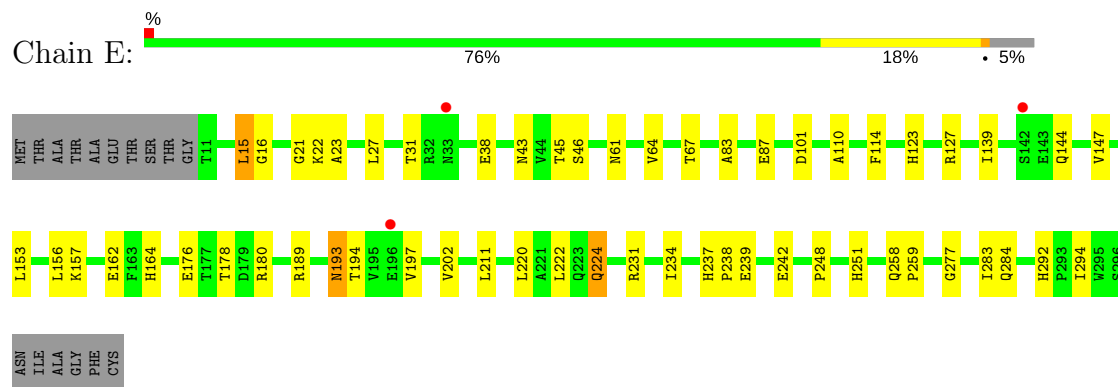 %
Chain E:
76% 18% • 5%
MET THR ALA THR ALA GLU THR SER THR GLY T11 L15 G16 G21 K22 A23 L27 T31 R32 N33 E38 N43 V44 T45 S46 N61 V64 T67 A83 E87 D101 A110 F114 H123 R127 I139 S142 E143 Q144 V147
L153 L156 K157 E162 F163 H164 E176 T177 T178 D179 R180 R189 N193 T194 V195 E196 V197 V202 L211 L220 A221 L222 Q223 Q224 R231 I234 H237 P238 E239 E242 P248 H251 Q258 P259 G277 I283 Q284 H292 P293 I294 W295 S296
ASN ILE ALA GLY PHE CYS